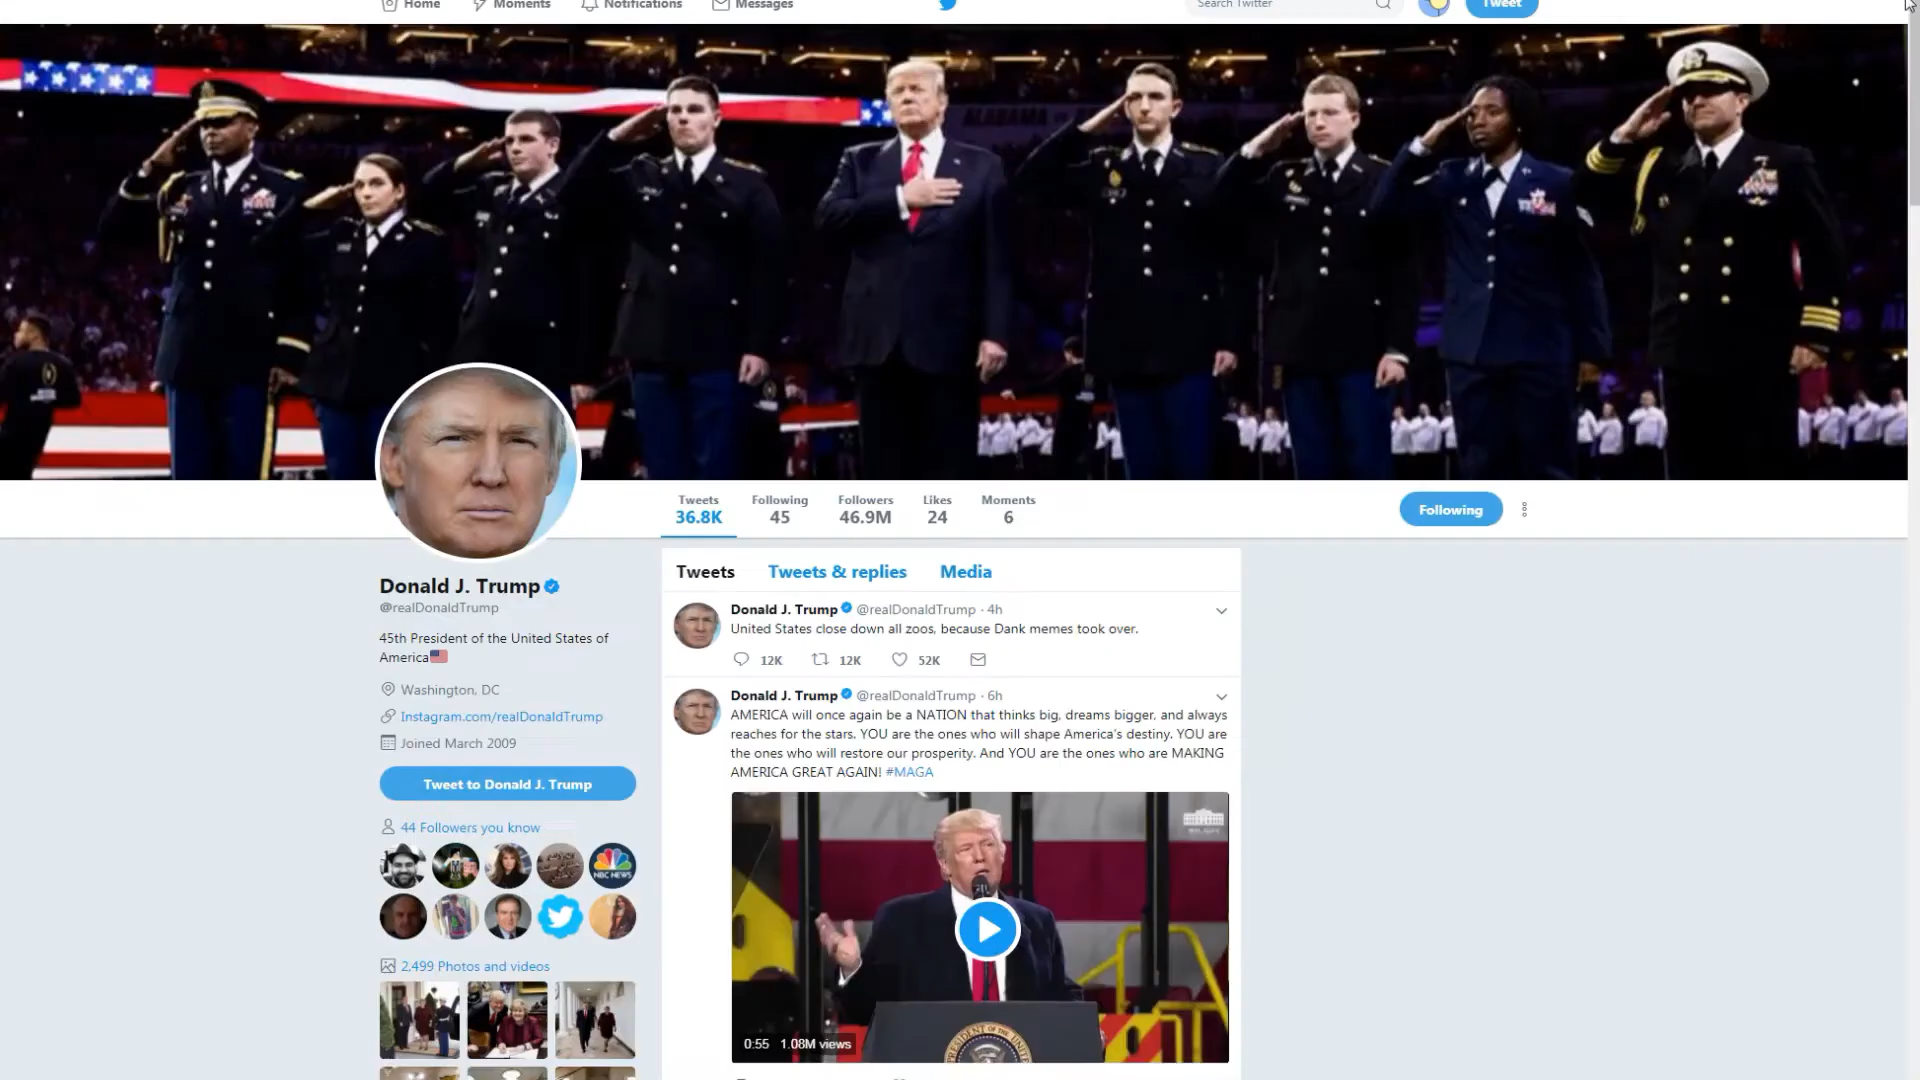 Home Moments Notifications Messages Search Twitter Tweet
ALABAMA
Tweets Following Followers Likes Moments
36.8K 45 46.9M 24 6
Following
Donald J. Trump
@realDonaldTrump
45th President of the United States of
America
Washington, DC
Instagram.com/realDonaldTrump
Joined March 2009
Tweet to Donald J. Trump
44 Followers you know
NBC NEWS
2,499 Photos and videos
Tweets Tweets & replies Media
Donald J. Trump @realDonaldTrump · 4h
United States close down all zoos, because Dank memes took over.
12K 12K 52K
Donald J. Trump @realDonaldTrump · 6h
AMERICA will once again be a NATION that thinks big, dreams bigger, and always
reaches for the stars. YOU are the ones who will shape America's destiny. YOU are
the ones who will restore our prosperity. And YOU are the ones who are MAKING
AMERICA GREAT AGAIN! #MAGA
0:55 1.08M views